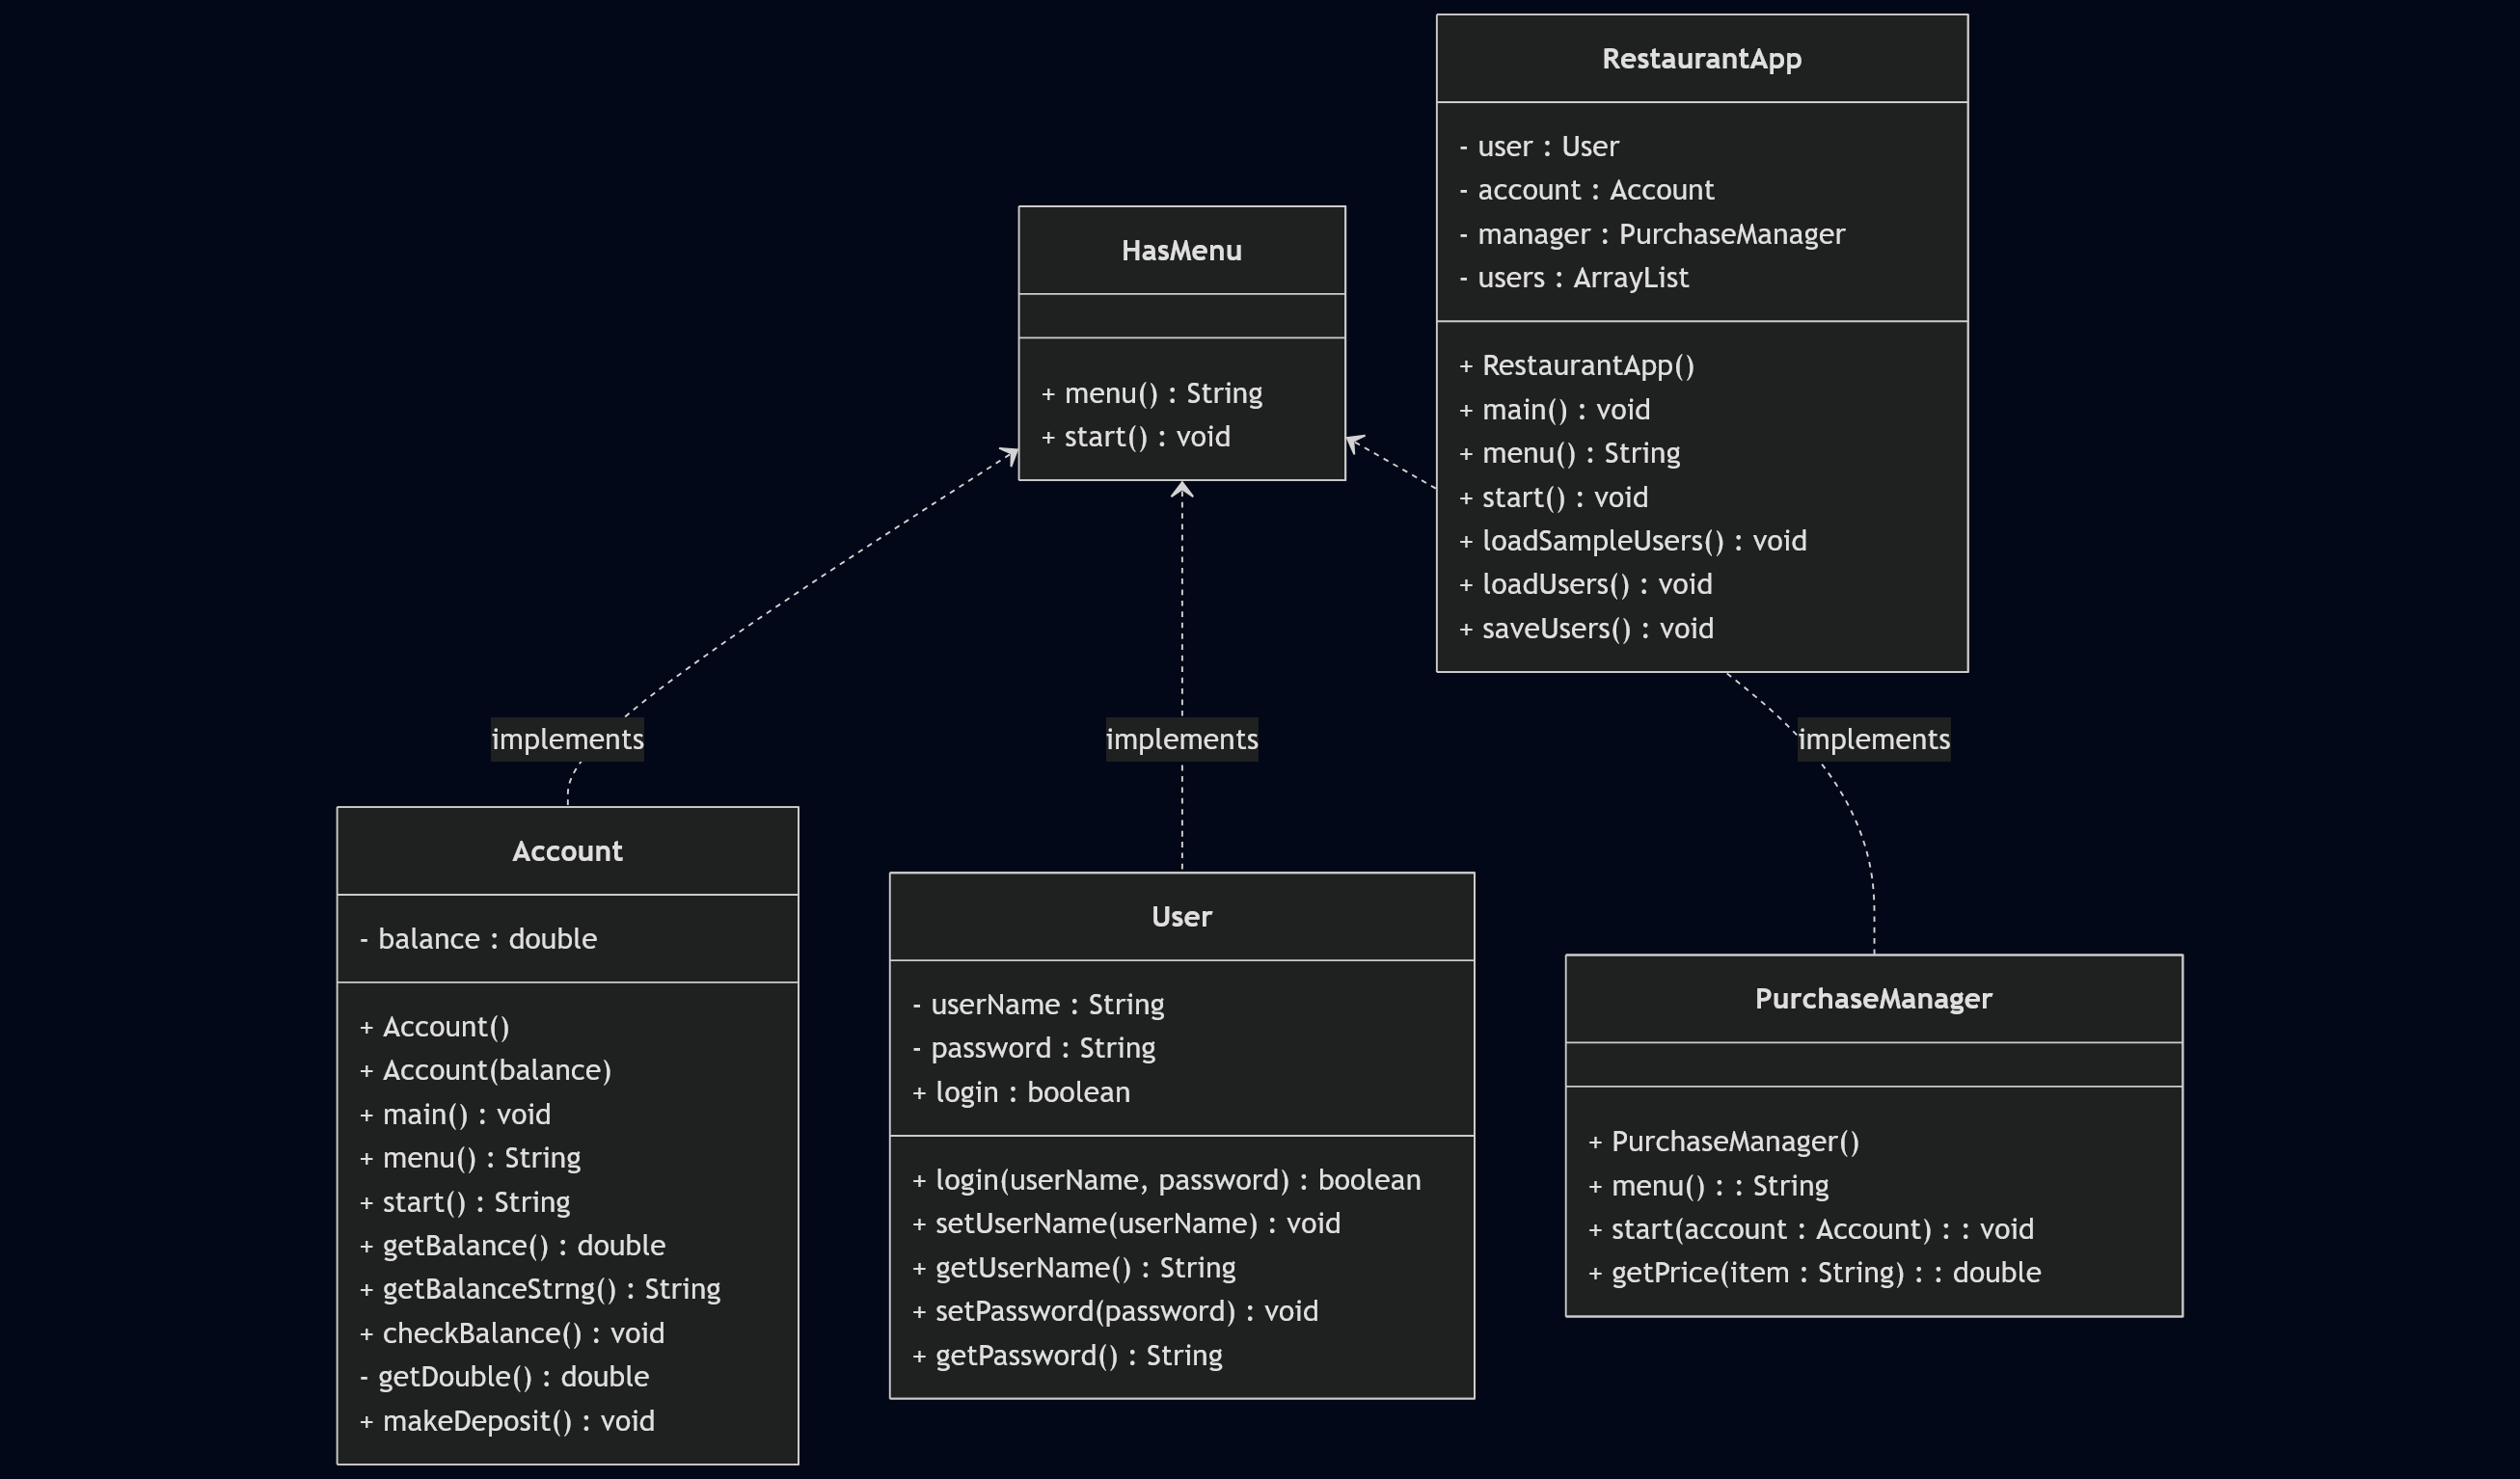 RestaurantApp
- user : User
- account : Account
- manager : PurchaseManager
- users : ArrayList
+ RestaurantApp()
+ main() : void
+ menu() : String
+ start() : void
+ loadSampleUsers() : void
+ loadUsers() : void
+ saveUsers() : void
HasMenu
+ menu() : String
+ start() : void
implements
implements
implements
Account
- balance : double
+ Account()
+ Account(balance)
+ main() : void
+ menu() : String
+ start() : String
+ getBalance() : double
+ getBalanceStrng() : String
+ checkBalance() : void
- getDouble() : double
+ makeDeposit() : void
User
- userName : String
- password : String
+ login : boolean
+ login(userName, password) : boolean
+ setUserName(userName) : void
+ getUserName() : String
+ setPassword(password) : void
+ getPassword() : String
PurchaseManager
+ PurchaseManager()
+ menu() : : String
+ start(account : Account) : : void
+ getPrice(item : String) : : double